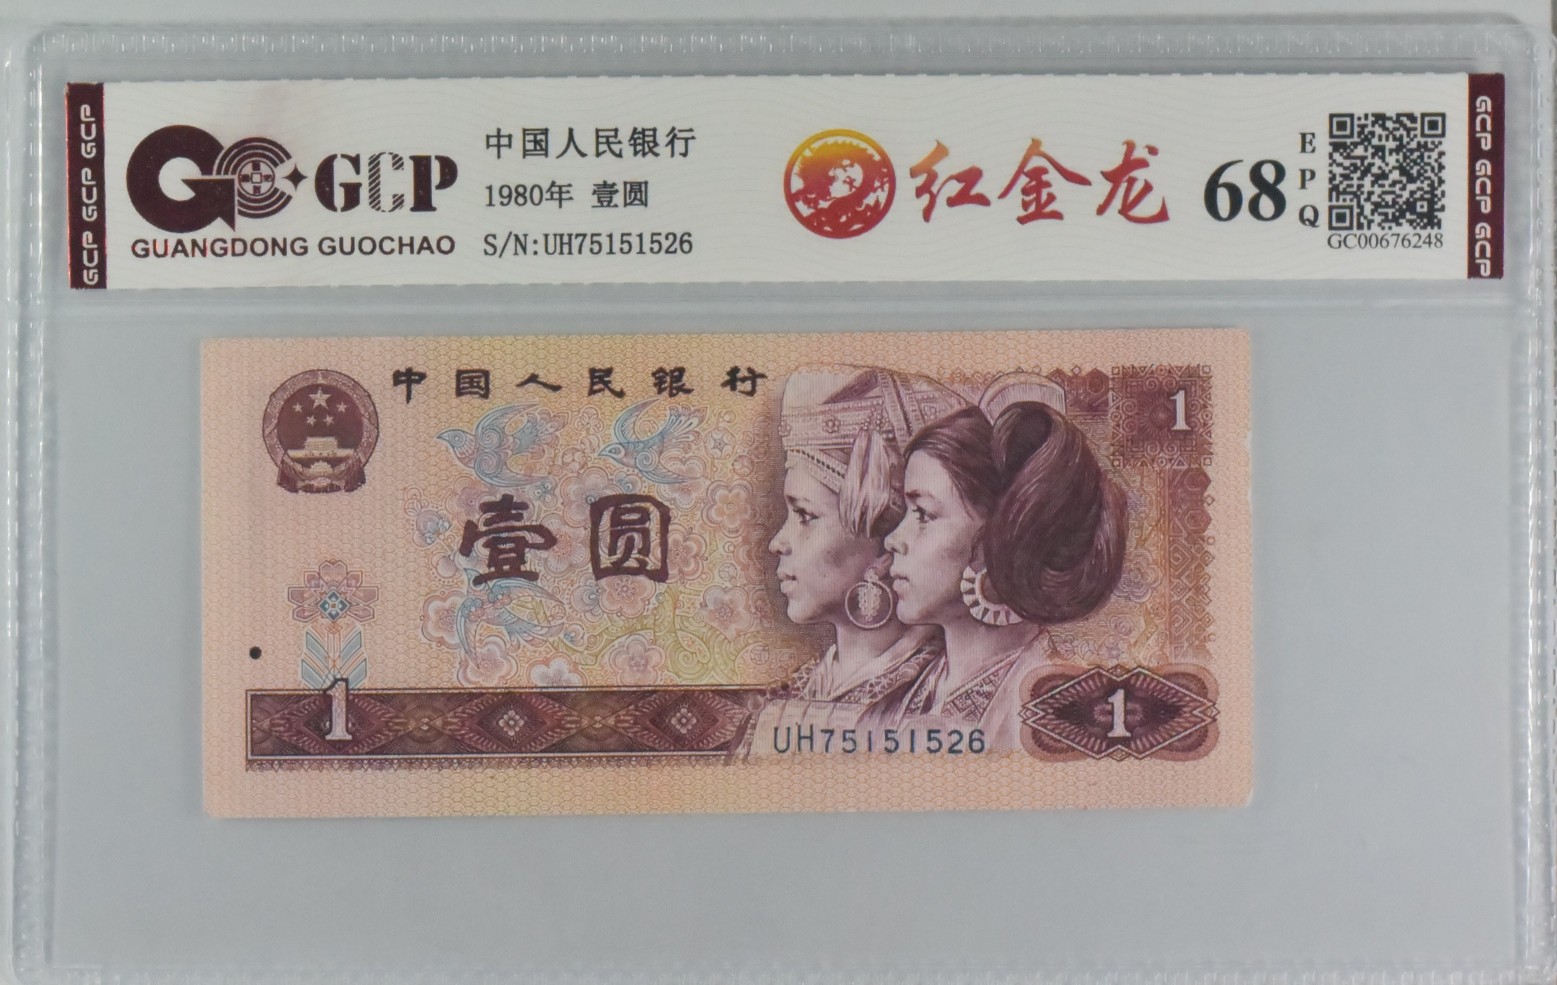 GCP GCP GCP
GCP
GUANGDONG GUOCHAO
中国人民银行
1980年 壹圆
S/N:UH75151526
红金龙
68
E
P
Q
GC00676248
GCP GCP GCP
中国人民银行
1
壹圆
1
UH75151526
1